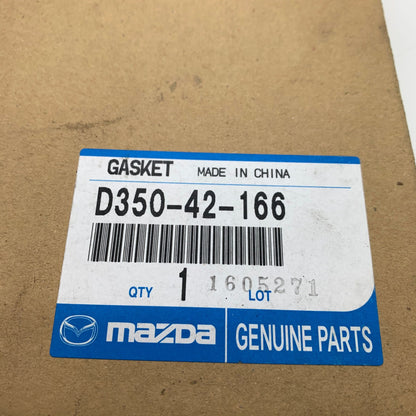 GASKET MADE IN CHINA
D350-42-166
QTY 1 LOT 1605271
mazda GENUINE PARTS